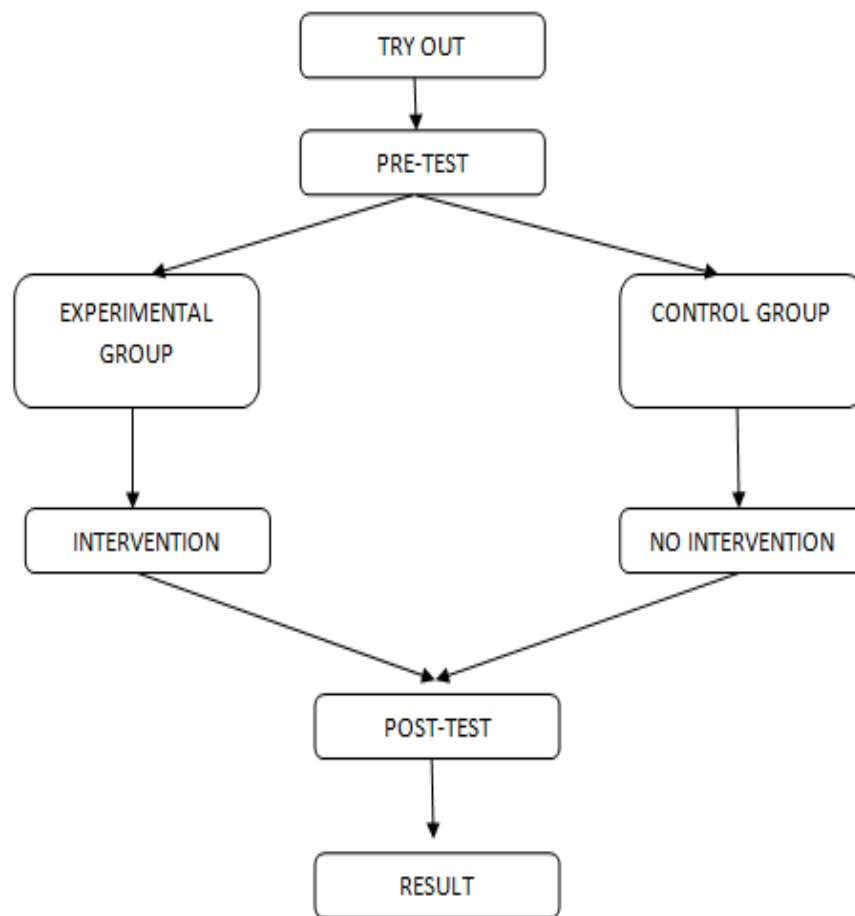 TRY OUT
PRE-TEST
EXPERIMENTAL
GROUP
CONTROL GROUP
INTERVENTION
NO INTERVENTION
POST-TEST
RESULT